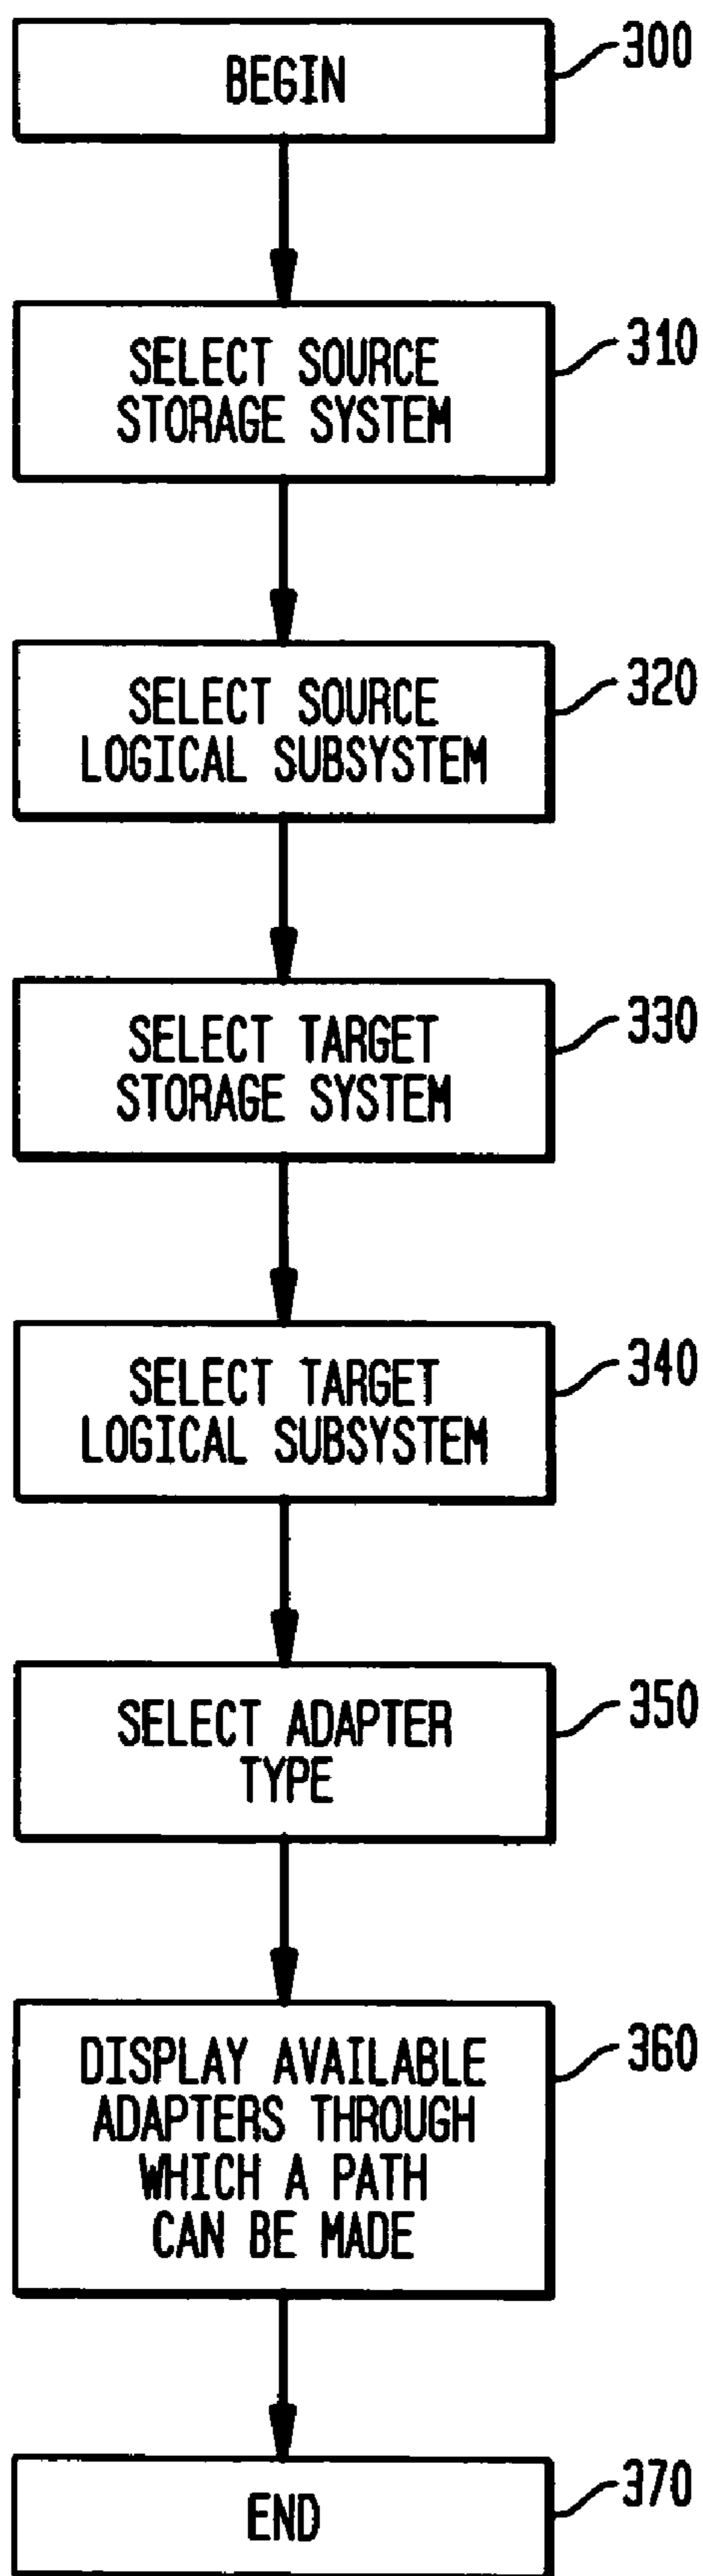 BEGIN
300
SELECT SOURCE
STORAGE SYSTEM
310
SELECT SOURCE
LOGICAL SUBSYSTEM
320
SELECT TARGET
STORAGE SYSTEM
330
SELECT TARGET
LOGICAL SUBSYSTEM
340
SELECT ADAPTER
TYPE
350
DISPLAY AVAILABLE
ADAPTERS THROUGH
WHICH A PATH
CAN BE MADE
360
END
370